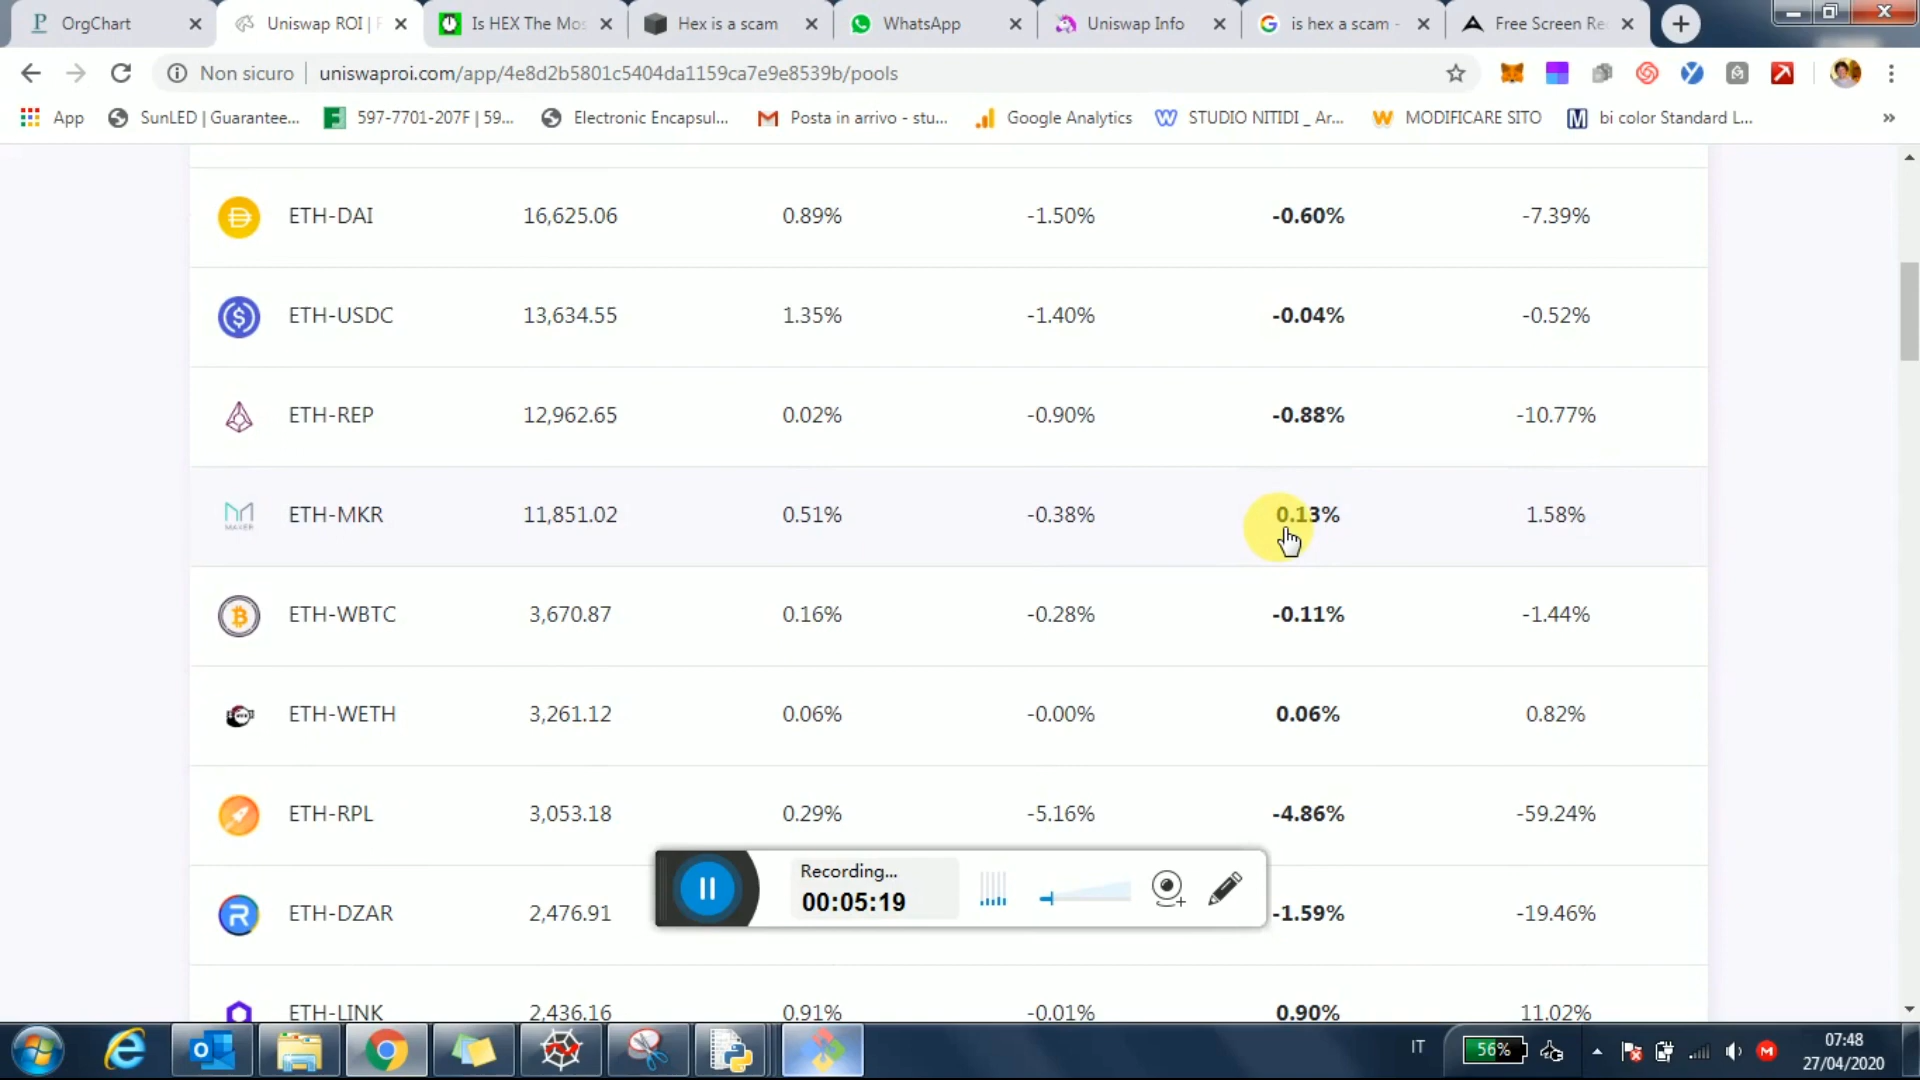 OrgChart
Uniswap ROI | P
Is HEX The Mos
Hex is a scam
WhatsApp
Uniswap Info
is hex a scam -
Free Screen Re
Non sicuro
uniswaproi.com/app/4e8d2b5801c5404da1159ca7e9e8539b/pools
App
SunLED | Guarantee...
597-7701-207F | 59...
Electronic Encapsul...
Posta in arrivo - stu...
Google Analytics
STUDIO NITIDI _ Ar...
MODIFICARE SITO
bi color Standard L...
»
ETH-DAI 16,625.06 0.89% -1.50% -0.60% -7.39%
ETH-USDC 13,634.55 1.35% -1.40% -0.04% -0.52%
ETH-REP 12,962.65 0.02% -0.90% -0.88% -10.77%
MAKER ETH-MKR 11,851.02 0.51% -0.38% 0.13% 1.58%
ETH-WBTC 3,670.87 0.16% -0.28% -0.11% -1.44%
ETH-WETH 3,261.12 0.06% -0.00% 0.06% 0.82%
ETH-RPL 3,053.18 0.29% -5.16% -4.86% -59.24%
Recording...
00:05:19
ETH-DZAR 2,476.91 -1.59% -19.46%
ETH-LINK 2,436.16 0.91% -0.01% 0.90% 11.02%
IT
56%
07:48
27/04/2020